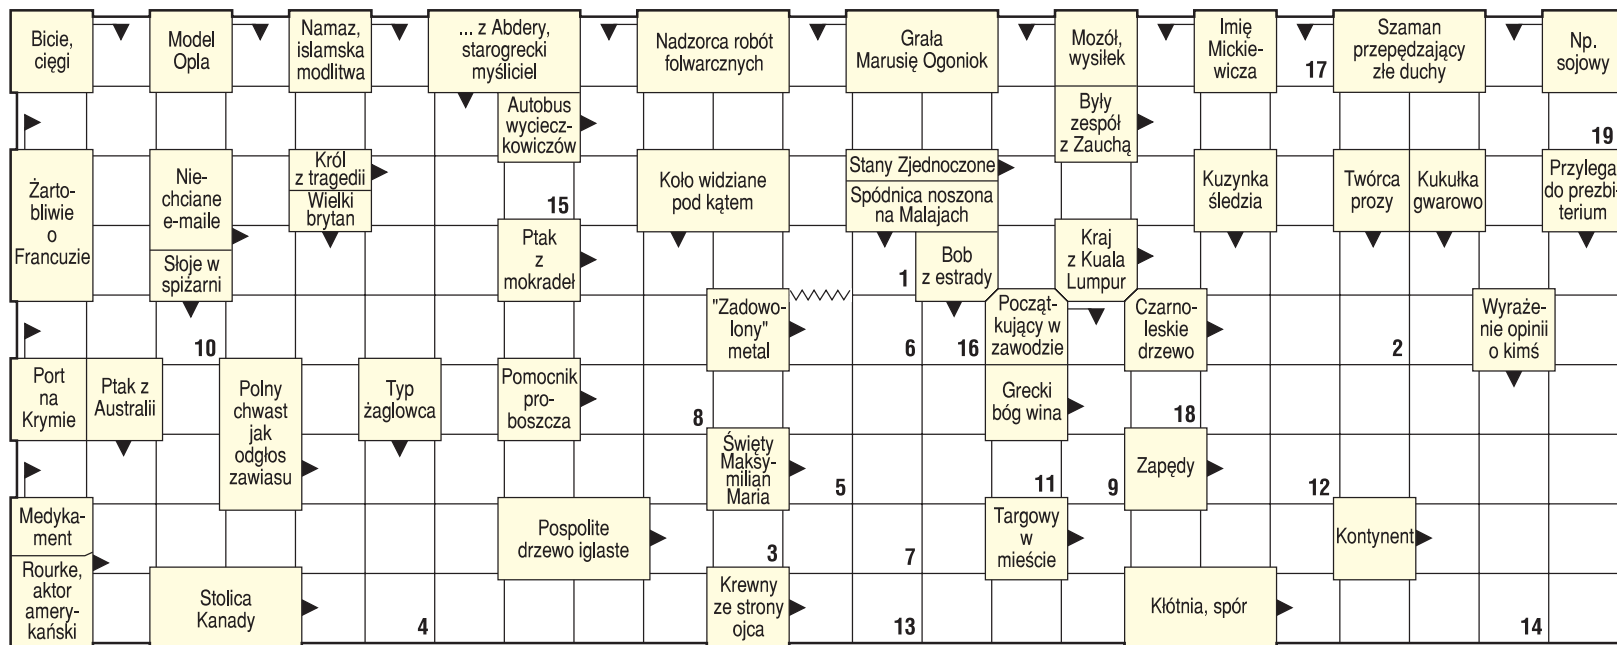 Bicie,
cięgi
Model
Opla
Namaz,
islamska
modlitwa
... z Abdery,
starogrecki
myśliciel
Nadzorca robót
folwarcznych
Grała
Marusię Ogoniok
Mozół,
wysiłek
Imię
Mickie-
wicza
17
Szaman
przepędzający
złe duchy
Np.
sojowy
Autobus
wyciecz-
kowiczów
Były
zespół
z Zauchą
19
Żarto-
bliwie
o
Francuzie
Nie-
chciane
e-maile
Słoje w
spiżarni
Król
z tragedii
Wielki
brytan
15
Koło widziane
pod kątem
Stany Zjednoczone
Spódnica noszona
na Malajach
Kuzynka
śledzia
Twórca
prozy
Kukułka
gwarowo
Przylega
do prezbi-
terium
Ptak
z
mokradeł
1
Bob
z estrady
Kraj
z Kuala
Lumpur
10
"Zadowo-
lony"
metal
6
16
Począt-
kujący w
zawodzie
Czarno-
leskie
drzewo
2
Wyraże-
nie opinii
o kimś
Port
na
Krymie
Ptak z
Australii
Polny
chwast
jak
odgłos
zawiasu
Typ
żaglowca
Pomocnik
pro-
boszcza
8
Grecki
bóg wina
18
Święty
Maksy-
milian
Maria
5
11
9
Zapędy
12
Medyka-
ment
Rourke,
aktor
amery-
kański
Pospolite
drzewo iglaste
3
7
Targowy
w
mieście
Kontynent
Stolica
Kanady
4
Krewny
ze strony
ojca
13
Kłótnia, spór
14